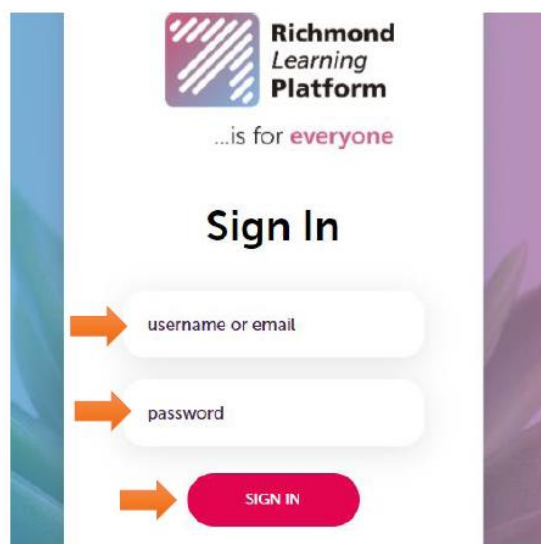 Richmond
Learning
Platform
...is for everyone
Sign In
username or email
password
SIGN IN